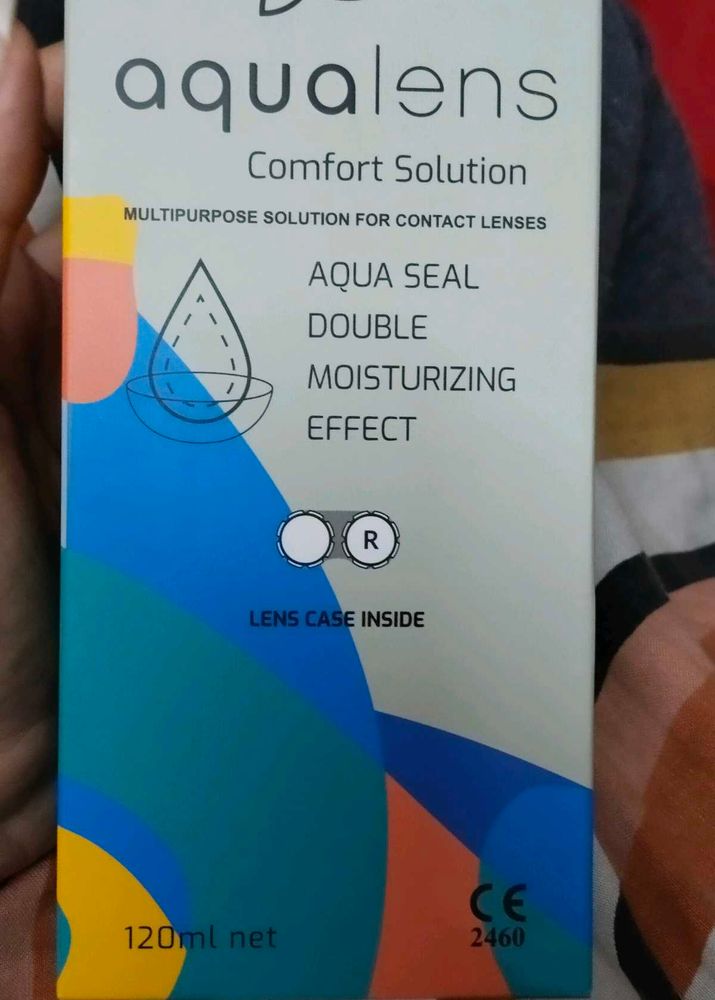 aqualens
Comfort Solution
MULTIPURPOSE SOLUTION FOR CONTACT LENSES
AQUA SEAL
DOUBLE
MOISTURIZING
EFFECT
R
LENS CASE INSIDE
120ml net
CE
2460